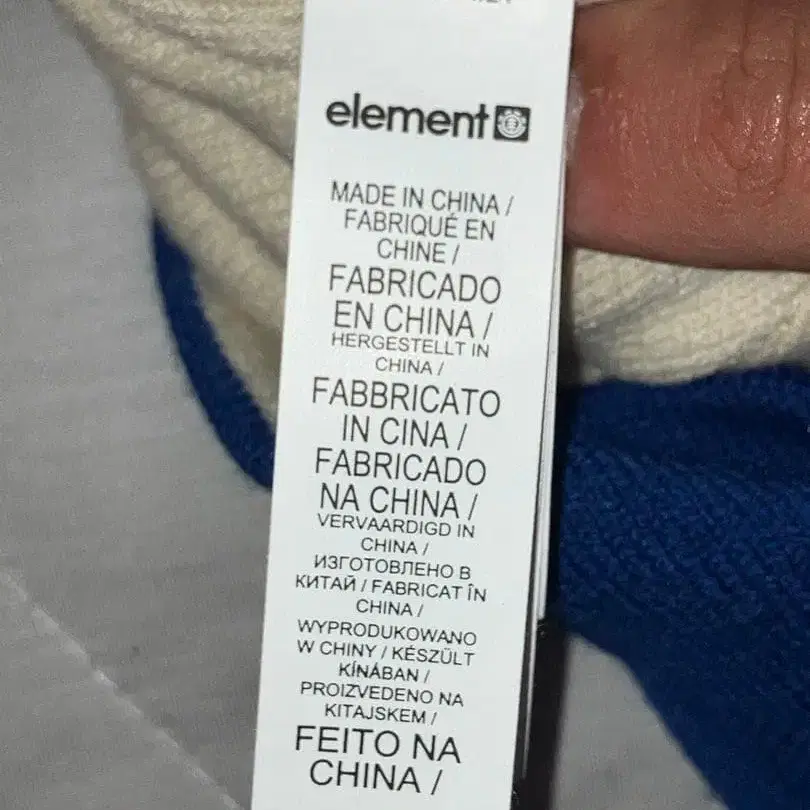 element
MADE IN CHINA /
FABRIQUÉ EN
CHINE /
FABRICADO
EN CHINA /
HERGESTELLT IN
CHINA /
FABBRICATO
IN CINA /
FABRICADO
NA CHINA /
VERVAARDIGD IN
CHINA /
ИЗГОТОВЛЕНО В
КИТАЙ / FABRICAT ÎN
CHINA /
WYPRODUKOWANO
W CHINY / KÉSZÜLT
KÍNÁBAN /
PROIZVEDENO NA
KITAJSKEM /
FEITO NA
CHINA /